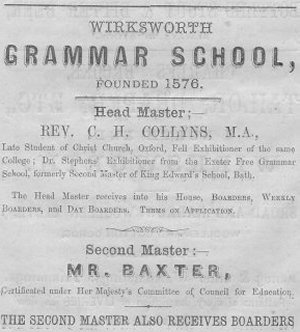 WIRKSWORTH
GRAMMAR SCHOOL,
FOUNDED 1576.
Head Master:—
REV. C. H. COLLYNS, M.A.,
Late Student of Christ Church, Oxford, Fell Exhibitioner of the same
College; Dr. Stephens' Exhibitioner from the Exeter Free Grammar
School, formerly Second Master of King Edward's School, Bath.
The Head Master receives into his House, Boarders, Weekly
Boarders, and Day Boarders. Terms on Application.
Second Master:—
MR. BAXTER,
Certificated under Her Majesty's Committee of Council for Education.
THE SECOND MASTER ALSO RECEIVES BOARDERS